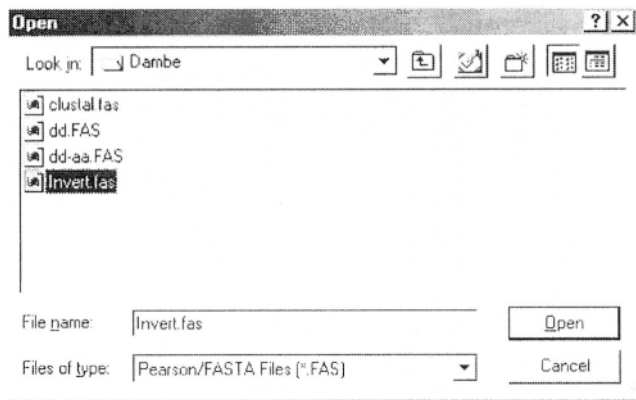 Open ? ×
Look in: Dambe
clustal.fas
dd.FAS
dd-aa.FAS
Invert.fas
File name: Invert.fas Open
Files of type: Pearson/FASTA Files (*.FAS) Cancel